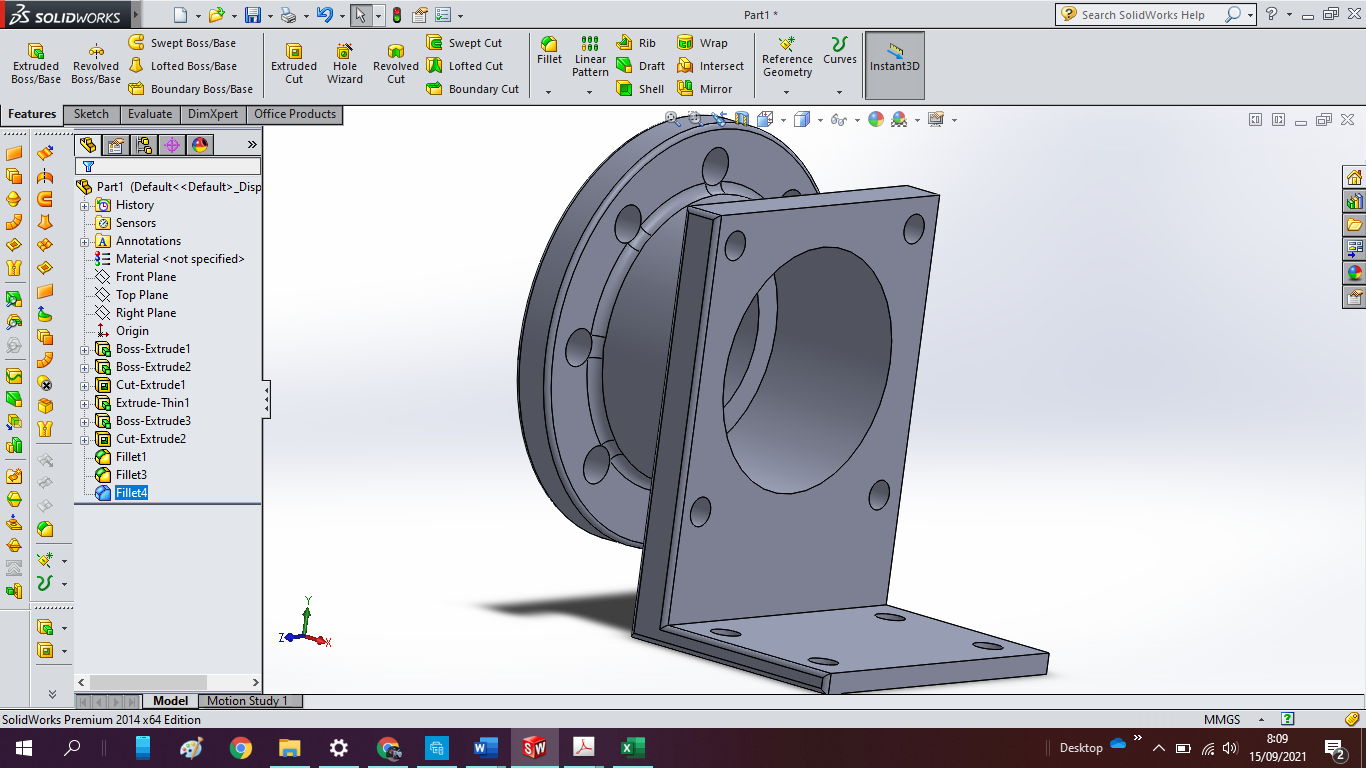 SOLIDWORKS
Part1 *
Search SolidWorks Help
Extruded Boss/Base
Revolved Boss/Base
Swept Boss/Base
Lofted Boss/Base
Boundary Boss/Base
Extruded Cut
Hole Wizard
Revolved Cut
Swept Cut
Lofted Cut
Boundary Cut
Fillet
Linear Pattern
Rib
Draft
Shell
Wrap
Intersect
Mirror
Reference Geometry
Curves
Instant3D
Features
Sketch
Evaluate
DimXpert
Office Products
Part1 (Default<<Default>_Disp
History
Sensors
Annotations
Material <not specified>
Front Plane
Top Plane
Right Plane
Origin
Boss-Extrude1
Boss-Extrude2
Cut-Extrude1
Extrude-Thin1
Boss-Extrude3
Cut-Extrude2
Fillet1
Fillet3
Fillet4
Y
Z
X
Model
Motion Study 1
SolidWorks Premium 2014 x64 Edition
MMGS
Desktop
8:09
15/09/2021
2